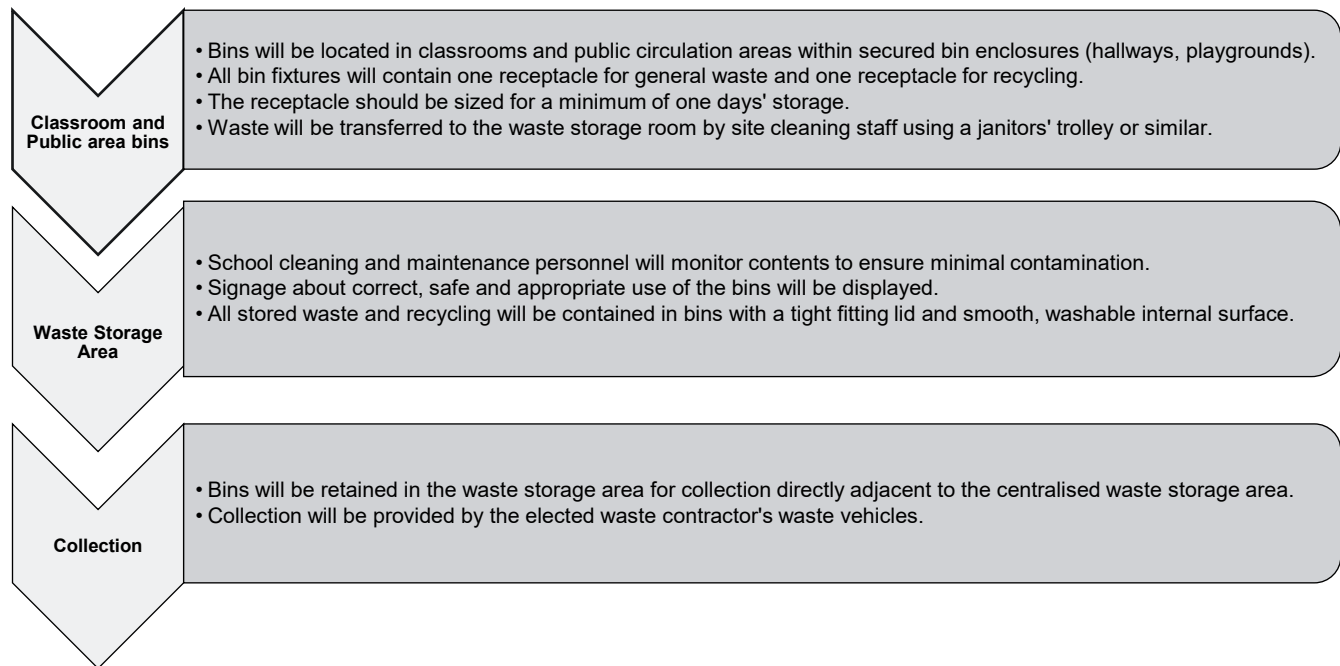 Classroom and
Public area bins
• Bins will be located in classrooms and public circulation areas within secured bin enclosures (hallways, playgrounds).
• All bin fixtures will contain one receptacle for general waste and one receptacle for recycling.
• The receptacle should be sized for a minimum of one days' storage.
• Waste will be transferred to the waste storage room by site cleaning staff using a janitors' trolley or similar.
Waste Storage
Area
• School cleaning and maintenance personnel will monitor contents to ensure minimal contamination.
• Signage about correct, safe and appropriate use of the bins will be displayed.
• All stored waste and recycling will be contained in bins with a tight fitting lid and smooth, washable internal surface.
Collection
• Bins will be retained in the waste storage area for collection directly adjacent to the centralised waste storage area.
• Collection will be provided by the elected waste contractor's waste vehicles.